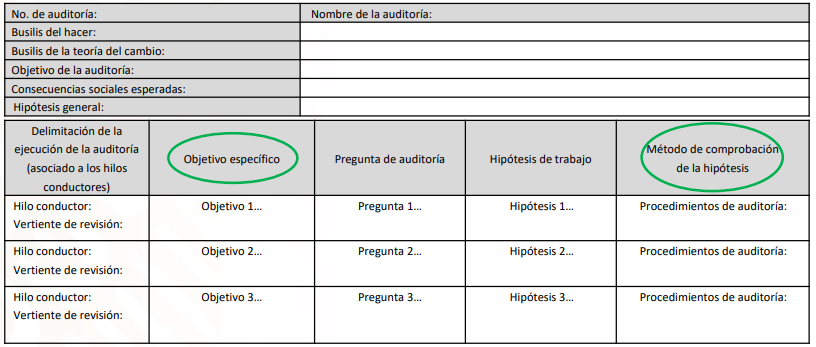 No. de auditoría: Nombre de la auditoría:
Busilis del hacer:
Busilis de la teoría del cambio:
Objetivo de la auditoría:
Consecuencias sociales esperadas:
Hipótesis general:
Delimitación de la
ejecución de la auditoría
(asociado a los hilos
conductores)
Objetivo específico
Pregunta de auditoría
Hipótesis de trabajo
Método de comprobación
de la hipótesis
Hilo conductor: Objetivo 1... Pregunta 1... Hipótesis 1... Procedimientos de auditoría:
Vertiente de revisión:
Hilo conductor: Objetivo 2... Pregunta 2... Hipótesis 2... Procedimientos de auditoría:
Vertiente de revisión:
Hilo conductor: Objetivo 3... Pregunta 3... Hipótesis 3... Procedimientos de auditoría:
Vertiente de revisión: